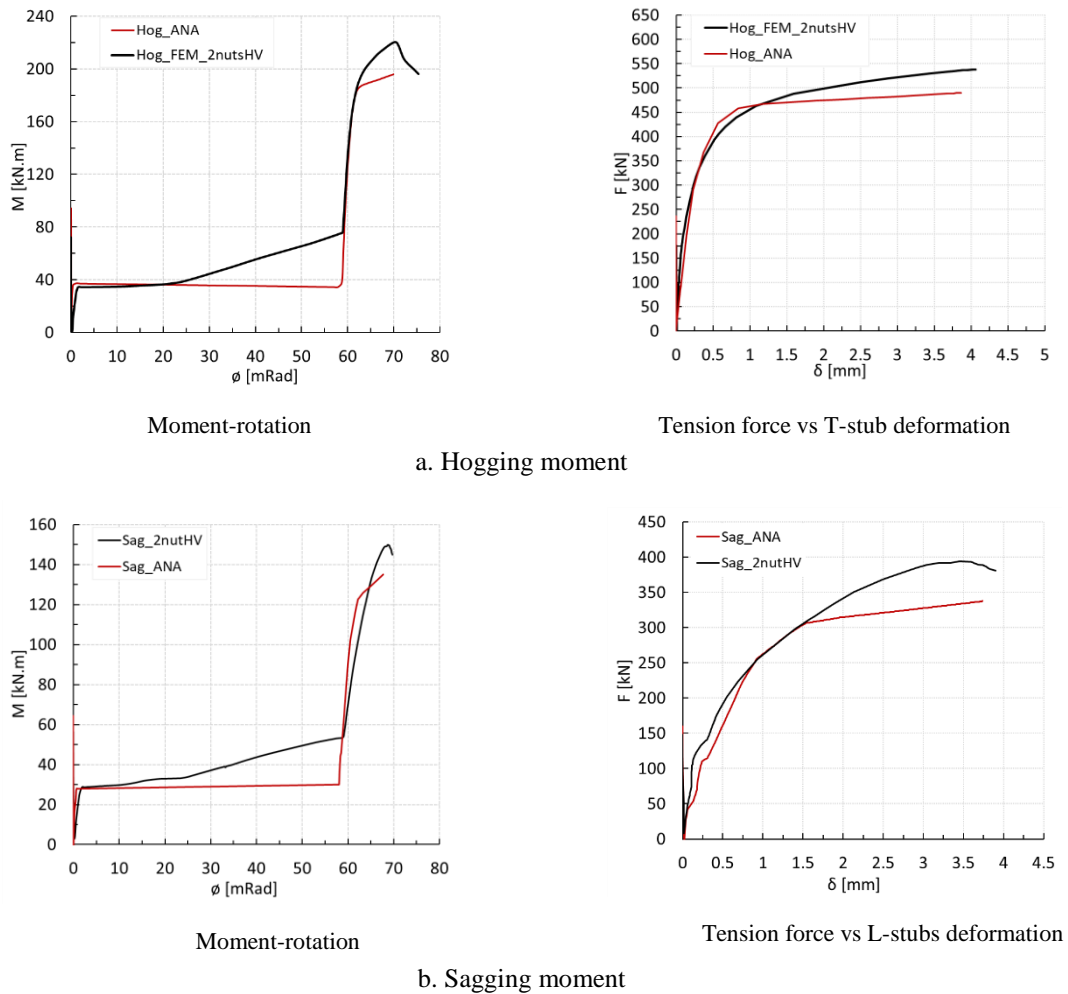 240
200
160
120
80
40
0
M [kN.m]
Hog_ANA
Hog_FEM_2nutsHV
0 10 20 30 40 50 60 70 80
ø [mRad]
Moment-rotation
650
600
550
500
450
400
350
300
250
200
150
100
50
0
F [kN]
Hog_FEM_2nutsHV
Hog_ANA
0 0.5 1 1.5 2 2.5 3 3.5 4 4.5 5
δ [mm]
Tension force vs T-stub deformation
a. Hogging moment
160
140
120
100
80
60
40
20
0
M [kN.m]
Sag_2nutHV
Sag_ANA
0 10 20 30 40 50 60 70 80
ø [mRad]
Moment-rotation
450
400
350
300
250
200
150
100
50
0
F [kN]
Sag_ANA
Sag_2nutHV
0 0.5 1 1.5 2 2.5 3 3.5 4 4.5
δ [mm]
Tension force vs L-stubs deformation
b. Sagging moment